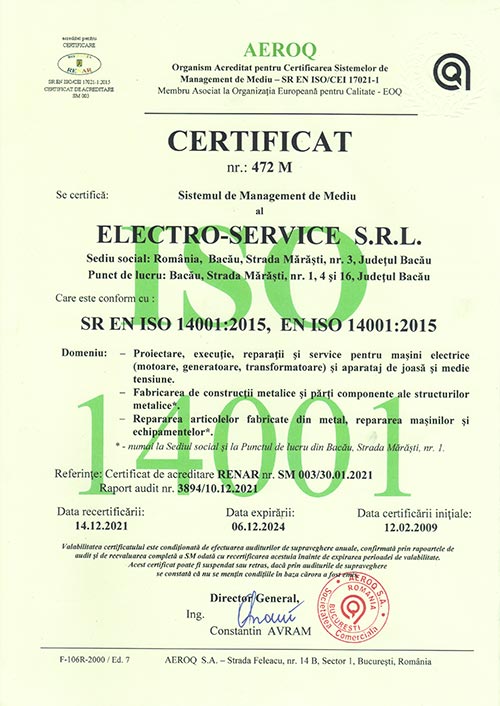 acreditat pentru
CERTIFICARE
RENAR
SR EN ISO/CEI 17021-1:2015
CERTIFICAT DE ACREDITARE
SM 003
AEROQ
Organism Acreditat pentru Certificarea Sistemelor de
Management de Mediu – SR EN ISO/CEI 17021-1
Membru Asociat la Organizația Europeană pentru Calitate - EOQ
CERTIFICAT
nr.: 472 M
Se certifică: Sistemul de Management de Mediu
al
ELECTRO-SERVICE S.R.L.
Sediu social: România, Bacău, Strada Mărăști, nr. 3, Județul Bacău
Punct de lucru: Bacău, Strada Mărăști, nr. 1, 4 și 16, Județul Bacău
ISO
Care este conform cu :
SR EN ISO 14001:2015, EN ISO 14001:2015
Domeniu: – Proiectare, execuție, reparații și service pentru mașini electrice
(motoare, generatoare, transformatoare) și aparataj de joasă și medie
tensiune.
– Fabricarea de construcții metalice și părți componente ale structurilor
metalice*.
– Repararea articolelor fabricate din metal, repararea mașinilor și
echipamentelor*.
* - numai la Sediul social și la Punctul de lucru din Bacău, Strada Mărăști, nr. 1.
14001
Referințe: Certificat de acreditare RENAR nr. SM 003/30.01.2021
Raport audit nr. 3894/10.12.2021
Data recertificării: Data expirării: Data certificării inițiale:
14.12.2021 06.12.2024 12.02.2009
Valabilitatea certificatului este condiționată de efectuarea auditurilor de supraveghere anuale, confirmată prin rapoartele de
audit și de reevaluarea completă a SM odată cu recertificarea acestuia înainte de expirarea perioadei de valabilitate.
Acest certificat poate fi suspendat sau retras, dacă prin auditurile de supraveghere
se constată că nu se mențin condițiile în baza cărora a fost emis.
Director General,
Ing.
Constantin AVRAM
AEROQ S.A.
ROMANIA
BUCUREȘTI
Societatea Comercială
F-106R-2000 / Ed. 7 AEROQ S.A. – Strada Feleacu, nr. 14 B, Sector 1, București, România